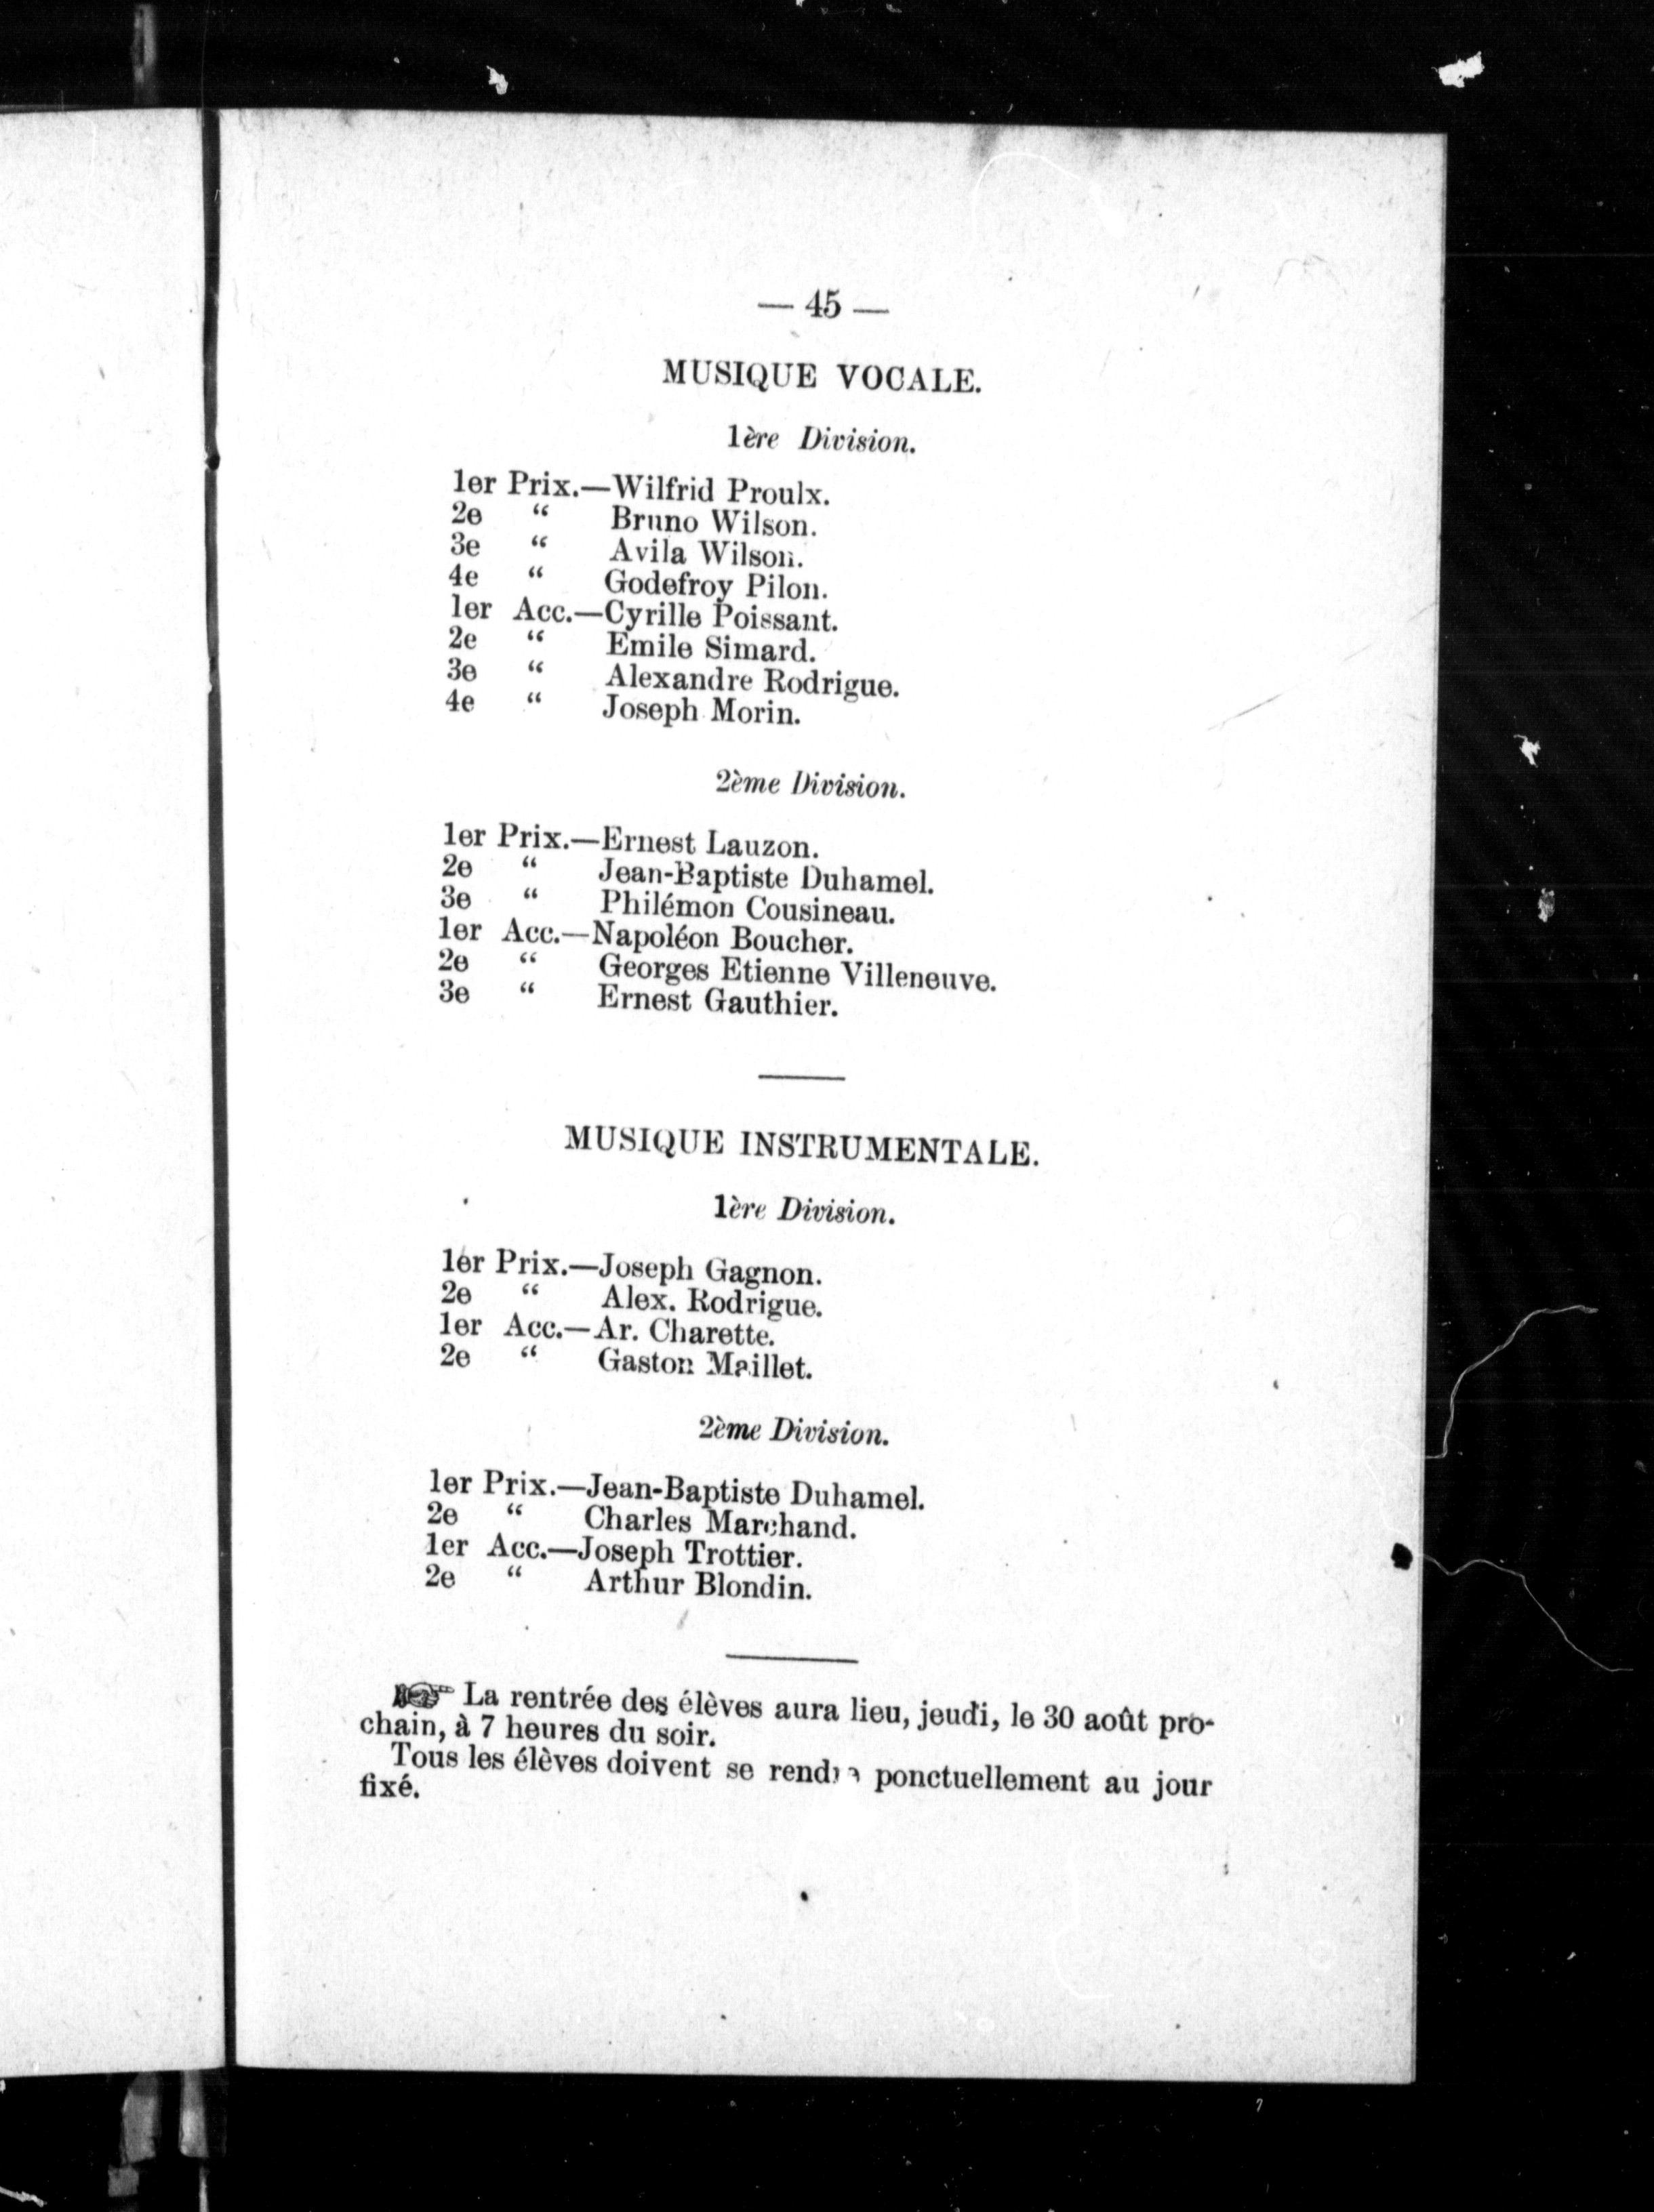 — 45 —
MUSIQUE VOCALE.
1ère Division.
1er Prix.—Wilfrid Proulx.
2e “ Bruno Wilson.
3e “ Avila Wilson.
4e “ Godefroy Pilon.
1er Acc.—Cyrille Poissant.
2e “ Emile Simard.
3e “ Alexandre Rodrigue.
4e “ Joseph Morin.
2ème Division.
1er Prix.—Ernest Lauzon.
2e “ Jean-Baptiste Duhamel.
3e “ Philémon Cousineau.
1er Acc.—Napoléon Boucher.
2e “ Georges Etienne Villeneuve.
3e “ Ernest Gauthier.
MUSIQUE INSTRUMENTALE.
1ère Division.
1er Prix.—Joseph Gagnon.
2e “ Alex. Rodrigue.
1er Acc.—Ar. Charette.
2e “ Gaston Maillet.
2ème Division.
1er Prix.—Jean-Baptiste Duhamel.
2e “ Charles Marchand.
1er Acc.—Joseph Trottier.
2e “ Arthur Blondin.
☞ La rentrée des élèves aura lieu, jeudi, le 30 août pro-
chain, à 7 heures du soir.
Tous les élèves doivent se rendre ponctuellement au jour
fixé.